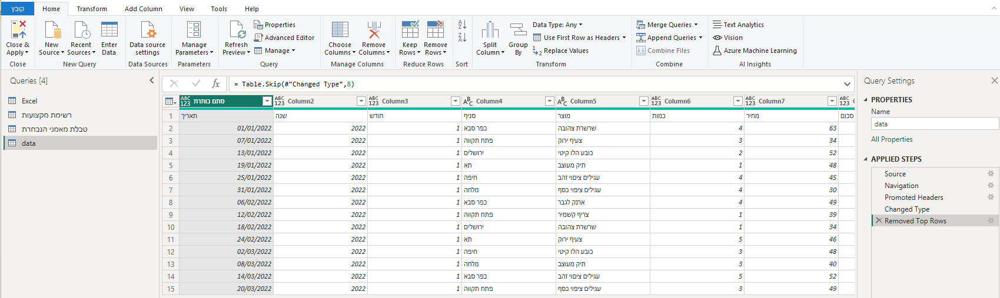 קובץ Home Transform Add Column View Tools Help
Close & Apply
New Source
Recent Sources
Enter Data
Data source settings
Manage Parameters
Refresh Preview
Properties
Advanced Editor
Manage
Choose Columns
Remove Columns
Keep Rows
Remove Rows
Split Column
Group By
Data Type: Any
Use First Row as Headers
Replace Values
Merge Queries
Append Queries
Combine Files
Text Analytics
Vision
Azure Machine Learning
Close New Query Data Sources Parameters Query Manage Columns Reduce Rows Sort Transform Combine AI Insights
Queries [4]
Excel
רשימת מקצועות
טבלת מאמני הנבחרת
data
= Table.Skip(#"Changed Type",8)
סתם כותרת Column2 Column3 Column4 Column5 Column6 Column7
1 תאריך שנה חודש סניף מוצר כמות מחיר סכום
2 01/01/2022 2022 1 כפר סבא שרשרת צהובה 4 63
3 07/01/2022 2022 1 פתח תקווה צעיף ירוק 3 34
4 13/01/2022 2022 1 ירושלים כובע הלו קיטי 2 52
5 19/01/2022 2022 1 תא תיק מעוצב 1 48
6 25/01/2022 2022 1 חיפה עגילים ציםוי זהב 4 45
7 31/01/2022 2022 1 מלחה עגילים ציפוי כסף 4 30
8 06/02/2022 2022 1 כפר סבא ארנק לגבר 4 49
9 12/02/2022 2022 1 פתח תקווה צריף קשמיר 1 39
10 18/02/2022 2022 1 ירושלים שרשרת צהובה 1 34
11 24/02/2022 2022 1 תא צעיף ירוק 5 46
12 02/03/2022 2022 1 חיפה כובע הלו קיטי 3 48
13 08/03/2022 2022 1 מלחה תיק מעוצב 3 40
14 14/03/2022 2022 1 כפר סבא עגילים ציםוי זהב 5 52
15 20/03/2022 2022 1 פתח תקווה עגילים ציפוי כסף 3 49
Query Settings
PROPERTIES
Name
data
All Properties
APPLIED STEPS
Source
Navigation
Promoted Headers
Changed Type
Removed Top Rows